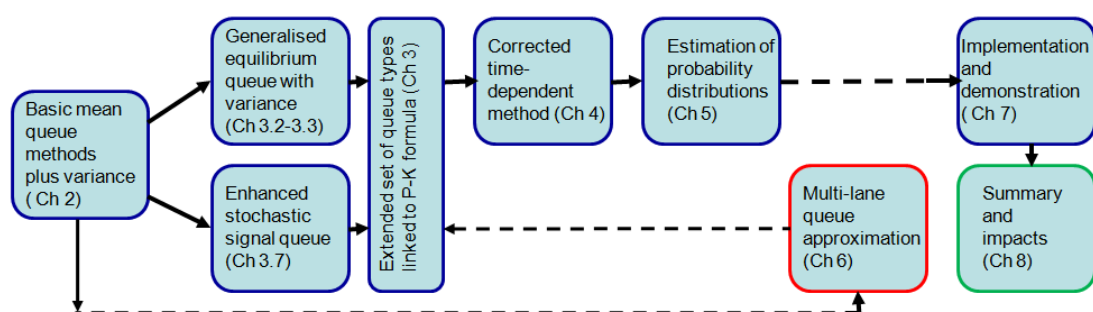 Basic mean
queue
methods
plus variance
( Ch 2)
Generalised
equilibrium
queue with
variance
(Ch 3.2-3.3)
Enhanced
stochastic
signal queue
(Ch 3.7)
Extended set of queue types
linked to P-K formula (Ch 3)
Corrected
time-
dependent
method (Ch 4)
Estimation of
probability
distributions
(Ch 5)
Implementation
and
demonstration
( Ch 7)
Multi-lane
queue
approximation
(Ch 6)
Summary
and
impacts
(Ch 8)